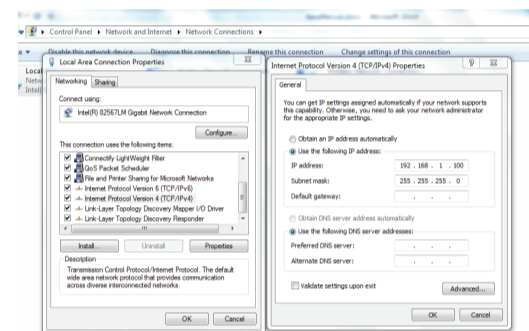 Control Panel ▸ Network and Internet ▸ Network Connections ▸
Disable this network device Diagnose this connection Rename this connection Change settings of this connection
Local Area Connection Properties
Networking Sharing
Connect using:
Intel(R) 82567LM Gigabit Network Connection
Configure...
This connection uses the following items:
Connectify LightWeight Filter
QoS Packet Scheduler
File and Printer Sharing for Microsoft Networks
Internet Protocol Version 6 (TCP/IPv6)
Internet Protocol Version 4 (TCP/IPv4)
Link-Layer Topology Discovery Mapper I/O Driver
Link-Layer Topology Discovery Responder
Install... Uninstall Properties
Description
Transmission Control Protocol/Internet Protocol. The default
wide area network protocol that provides communication
across diverse interconnected networks.
OK Cancel
Internet Protocol Version 4 (TCP/IPv4) Properties
General
You can get IP settings assigned automatically if your network supports
this capability. Otherwise, you need to ask your network administrator
for the appropriate IP settings.
Obtain an IP address automatically
Use the following IP address:
IP address: 192 . 168 . 1 . 100
Subnet mask: 255 . 255 . 255 . 0
Default gateway: . . .
Obtain DNS server address automatically
Use the following DNS server addresses:
Preferred DNS server: . . .
Alternate DNS server: . . .
Validate settings upon exit Advanced...
OK Cancel